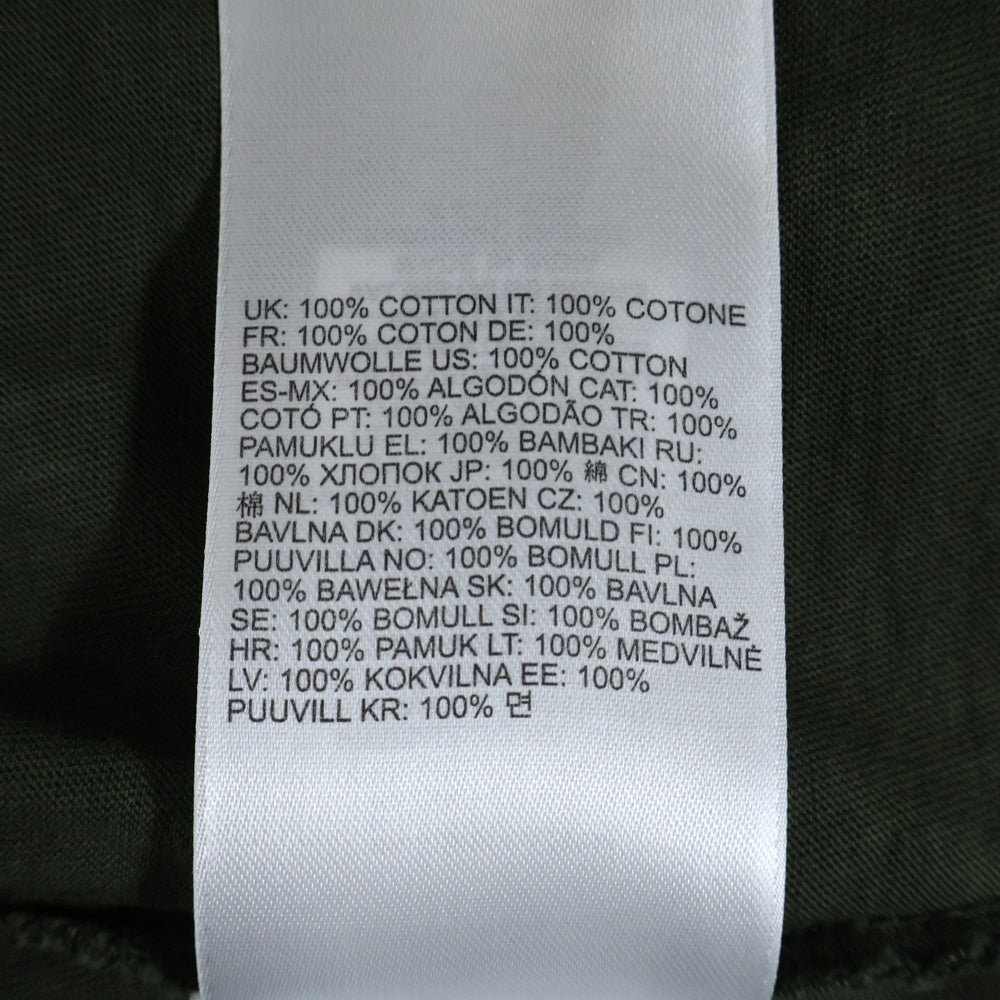 UK: 100% COTTON IT: 100% COTONE
FR: 100% COTON DE: 100%
BAUMWOLLE US: 100% COTTON
ES-MX: 100% ALGODÓN CAT: 100%
COTÓ PT: 100% ALGODÃO TR: 100%
PAMUKLU EL: 100% BAMBAKI RU:
100% ХЛОПОК JP: 100% 綿 CN: 100%
棉 NL: 100% KATOEN CZ: 100%
BAVLNA DK: 100% BOMULD FI: 100%
PUUVILLA NO: 100% BOMULL PL:
100% BAWEŁNA SK: 100% BAVLNA
SE: 100% BOMULL SI: 100% BOMBAŽ
HR: 100% PAMUK LT: 100% MEDVILNĖ
LV: 100% KOKVILNA EE: 100%
PUUVILL KR: 100% 면